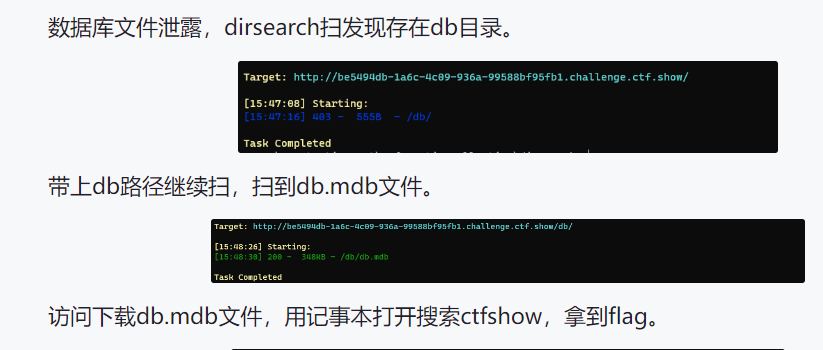 数据库文件泄露，dirsearch扫发现存在db目录。
Target: http://be5494db-1a6c-4c09-936a-99588bf95fb1.challenge.ctf.show/
[15:47:08] Starting:
[15:47:16] 403 - 555B - /db/
Task Completed
带上db路径继续扫，扫到db.mdb文件。
Target: http://be5494db-1a6c-4c09-936a-99588bf95fb1.challenge.ctf.show/db/
[15:48:26] Starting:
[15:48:30] 200 - 348KB - /db/db.mdb
Task Completed
访问下载db.mdb文件，用记事本打开搜索ctfshow，拿到flag。